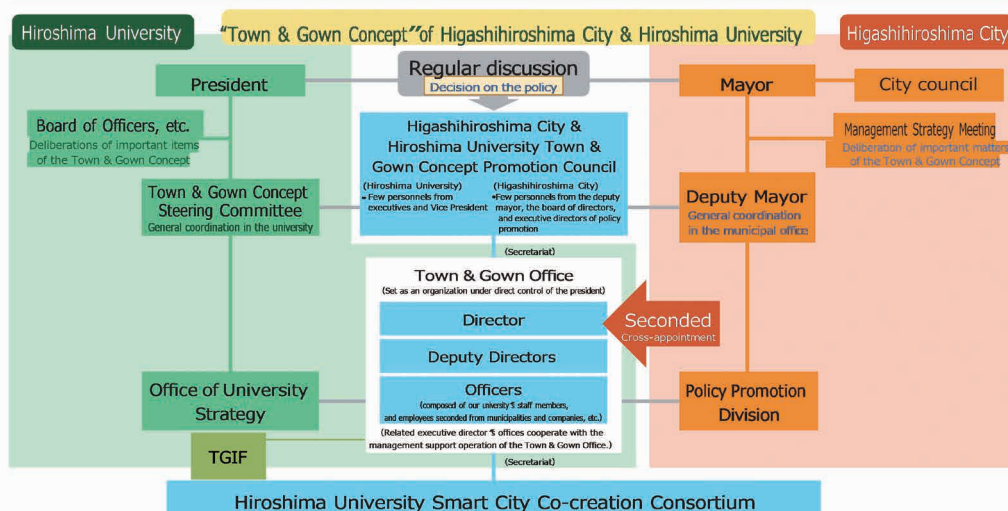 Hiroshima University
"Town & Gown Concept" of Higashihiroshima City & Hiroshima University
Higashihiroshima City
President
Regular discussion
Decision on the policy
Mayor
City council
Board of Officers, etc.
Deliberations of important items
of the Town & Gown Concept
Higashihiroshima City &
Hiroshima University Town &
Gown Concept Promotion Council
(Hiroshima University)
• Few personnels from
executives and Vice President
(Higashihiroshima City)
•Few personnels from the deputy
mayor, the board of directors,
and executive directors of policy
promotion
Management Strategy Meeting
Deliberation of important matters
of the Town & Gown Concept
Town & Gown Concept
Steering Committee
General coordination in the university
Deputy Mayor
General coordination
in the municipal office
(Secretariat)
Town & Gown Office
(Set as an organization under direct control of the president)
Director
Seconded
Cross-appointment
Deputy Directors
Officers
(composed of our unversity's staff members,
and employees seconded from municipalities and companies, etc.)
(Related executive director's offices cooperate with the
management support operation of the Town & Gown Office.)
Office of University
Strategy
Policy Promotion
Division
TGIF
(Secretariat)
Hiroshima University Smart City Co-creation Consortium